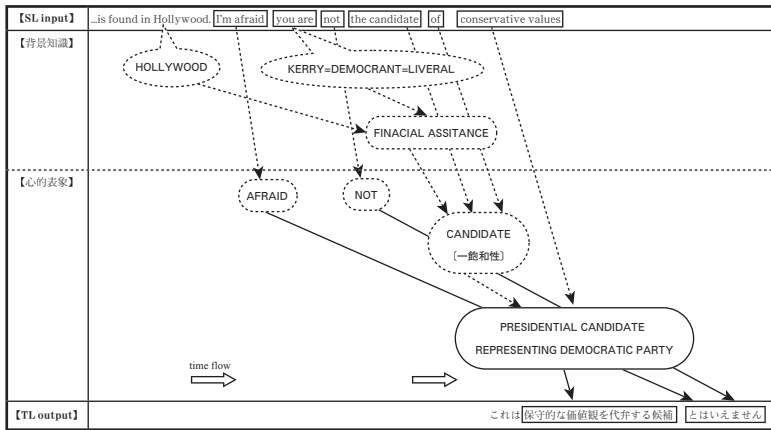 【SL input】 ...is found in Hollywood. I'm afraid you are not the candidate of conservative values
【背景知識】
HOLLYWOOD
KERRY=DEMOCRANT=LIVERAL
FINACIAL ASSITANCE
【心的表象】
AFRAID
NOT
CANDIDATE
〔一飽和性〕
PRESIDENTIAL CANDIDATE
REPRESENTING DEMOCRATIC PARTY
time flow
【TL output】 これは 保守的な価値観を代弁する候補 とはいえません